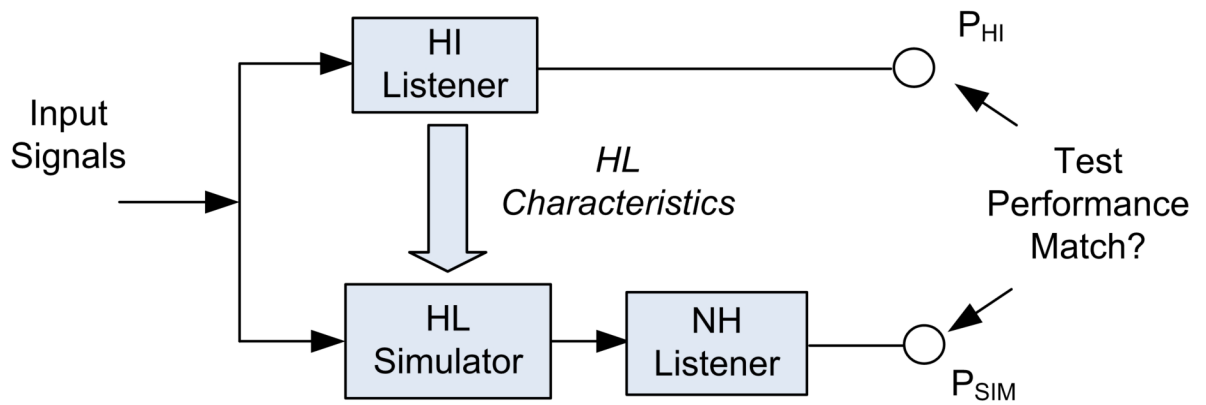 HI
Listener
P_HI
Input
Signals
HL
Characteristics
Test
Performance
Match?
HL
Simulator
NH
Listener
P_SIM